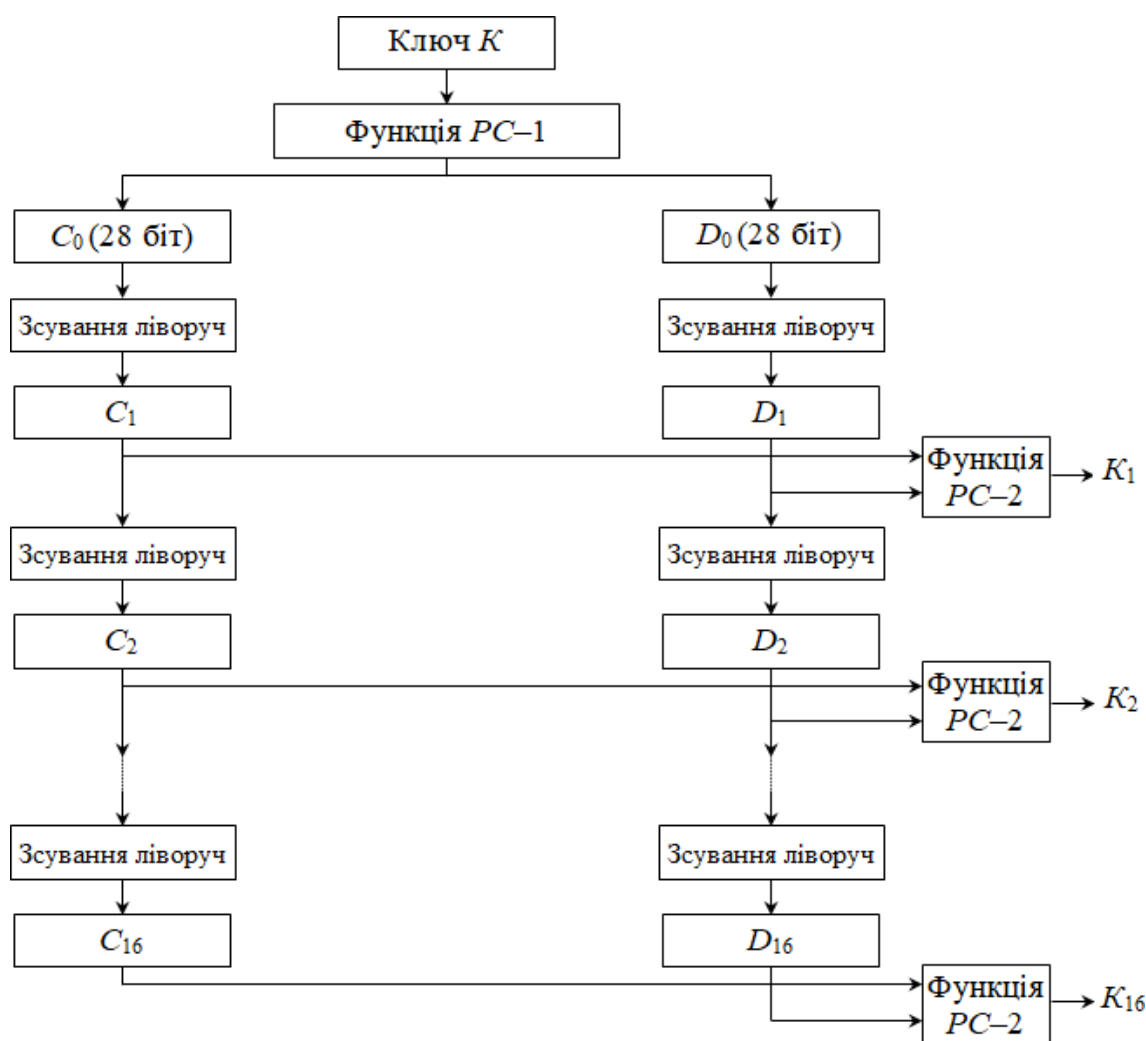 Ключ K
Функція PC–1
C₀ (28 біт)
D₀ (28 біт)
Зсування ліворуч
Зсування ліворуч
C₁
D₁
Функція
PC–2
K₁
Зсування ліворуч
Зсування ліворуч
C₂
D₂
Функція
PC–2
K₂
Зсування ліворуч
Зсування ліворуч
C₁₆
D₁₆
Функція
PC–2
K₁₆